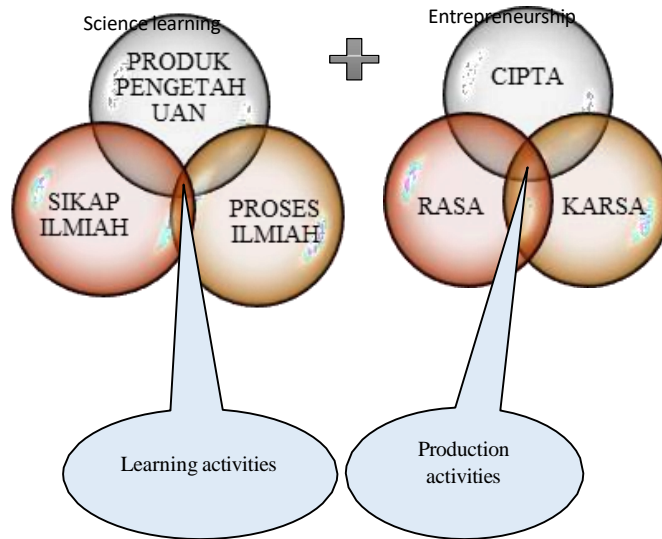 Science learning
PRODUK
PENGETAH
UAN
SIKAP
ILMIAH
PROSES
ILMIAH
Entrepreneurship
CIPTA
RASA
KARSA
Learning activities
Production
activities